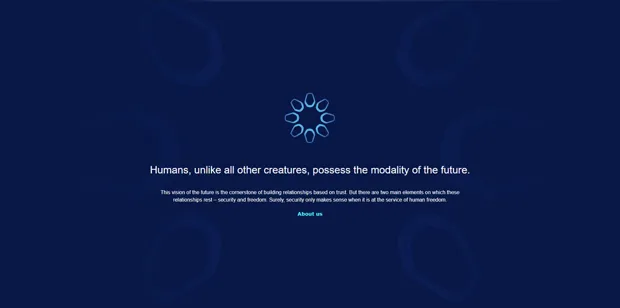 Humans, unlike all other creatures, possess the modality of the future.
This vision of the future is the cornerstone of building relationships based on trust. But there are two main elements on which these
relationships rest – security and freedom. Surely, security only makes sense when it is at the service of human freedom.
About us